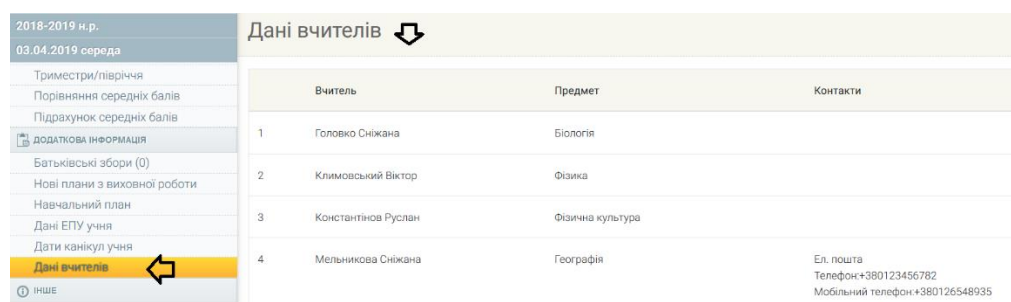 2018-2019 н.р.
03.04.2019 середа
Триместри/півріччя
Порівняння середніх балів
Підрахунок середніх балів
ДОДАТКОВА ІНФОРМАЦІЯ
Батьківські збори (0)
Нові плани з виховної роботи
Навчальний план
Дані ЕПУ учня
Дати канікул учня
Дані вчителів
ІНШЕ
Дані вчителів
Вчитель Предмет Контакти
1 Головко Сніжана Біологія
2 Климовський Віктор Фізика
3 Константінов Руслан Фізична культура
4 Мельникова Сніжана Географія Ел. пошта
Телефон:+380123456782
Мобільний телефон:+380126548935